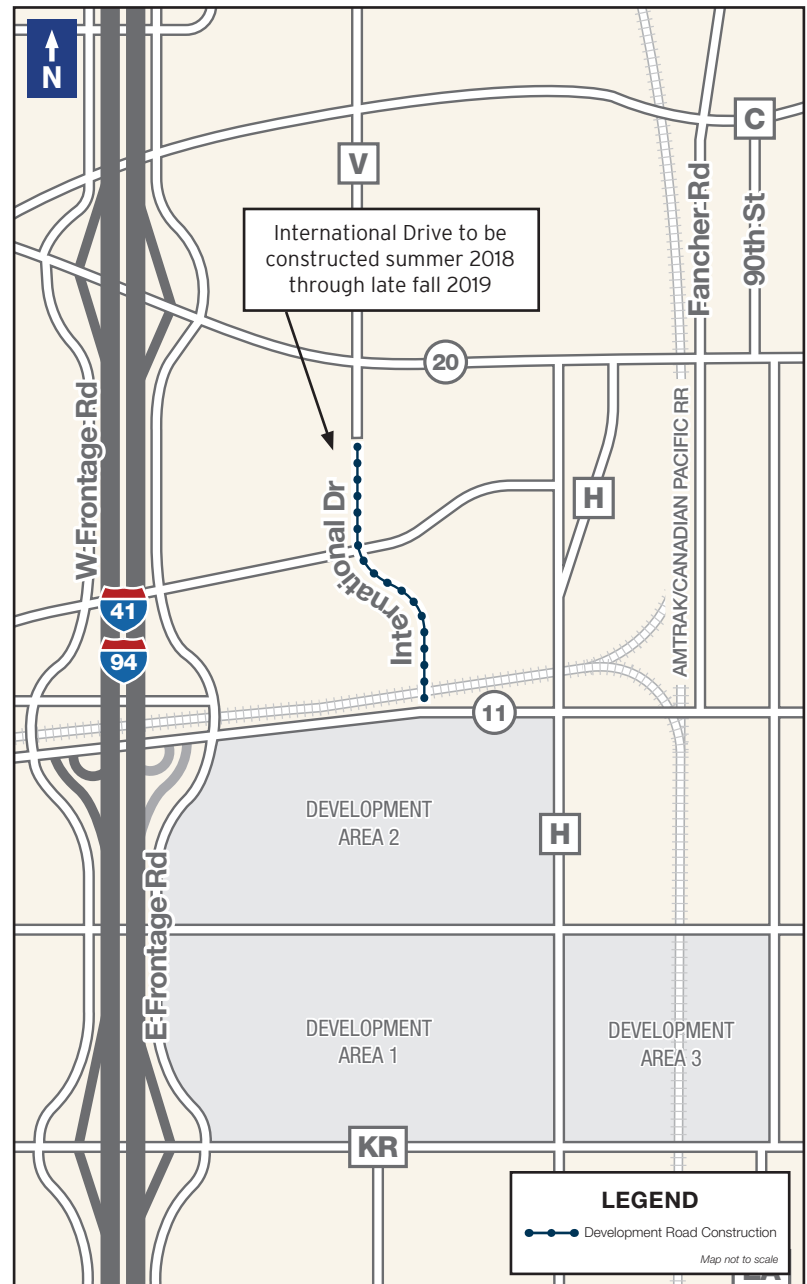 N
V
C
Fancher Rd
90th St
International Drive to be
constructed summer 2018
through late fall 2019
20
W Frontage Rd
AMTRAK/CANADIAN PACIFIC RR
H
International Dr
41
94
11
DEVELOPMENT
AREA 2
H
E Frontage Rd
DEVELOPMENT
AREA 1
DEVELOPMENT
AREA 3
KR
LEGEND
Development Road Construction
Map not to scale